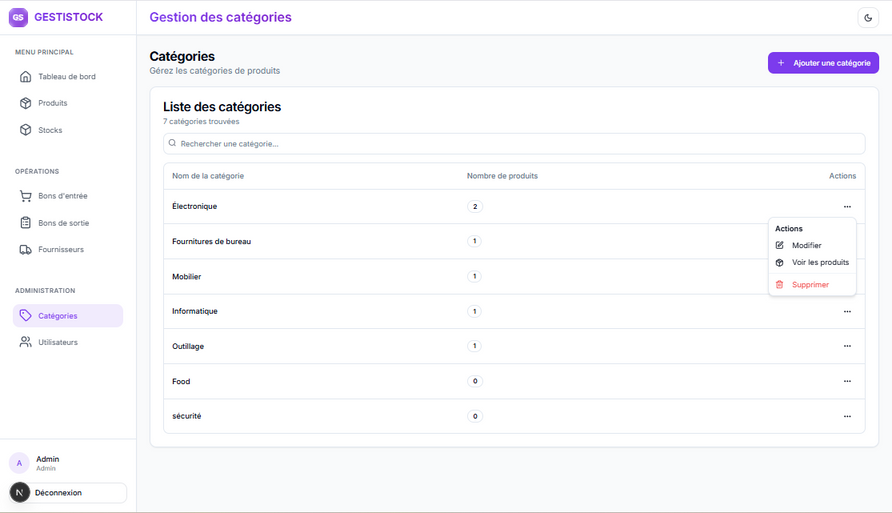 GS GESTISTOCK
Gestion des catégories
MENU PRINCIPAL
Tableau de bord
Produits
Stocks
OPÉRATIONS
Bons d'entrée
Bons de sortie
Fournisseurs
ADMINISTRATION
Catégories
Utilisateurs
A Admin
Admin
N Déconnexion
Catégories
Gérez les catégories de produits
+ Ajouter une catégorie
Liste des catégories
7 catégories trouvées
Rechercher une catégorie...
Nom de la catégorie Nombre de produits Actions
Électronique 2 ...
Fournitures de bureau 1
Mobilier 1
Informatique 1 ...
Outillage 1 ...
Food 0 ...
sécurité 0 ...
Actions
Modifier
Voir les produits
Supprimer